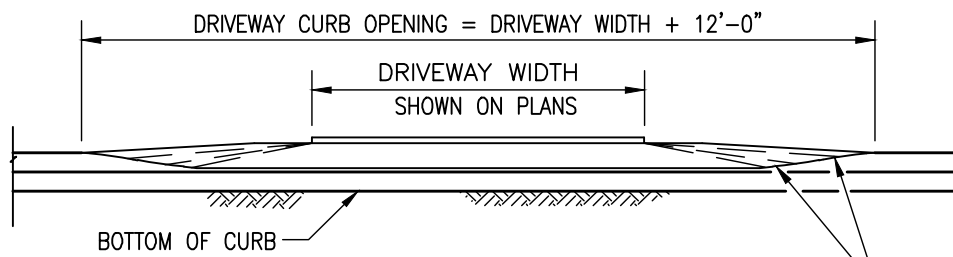 DRIVEWAY CURB OPENING = DRIVEWAY WIDTH + 12'-0"
DRIVEWAY WIDTH
SHOWN ON PLANS
BOTTOM OF CURB